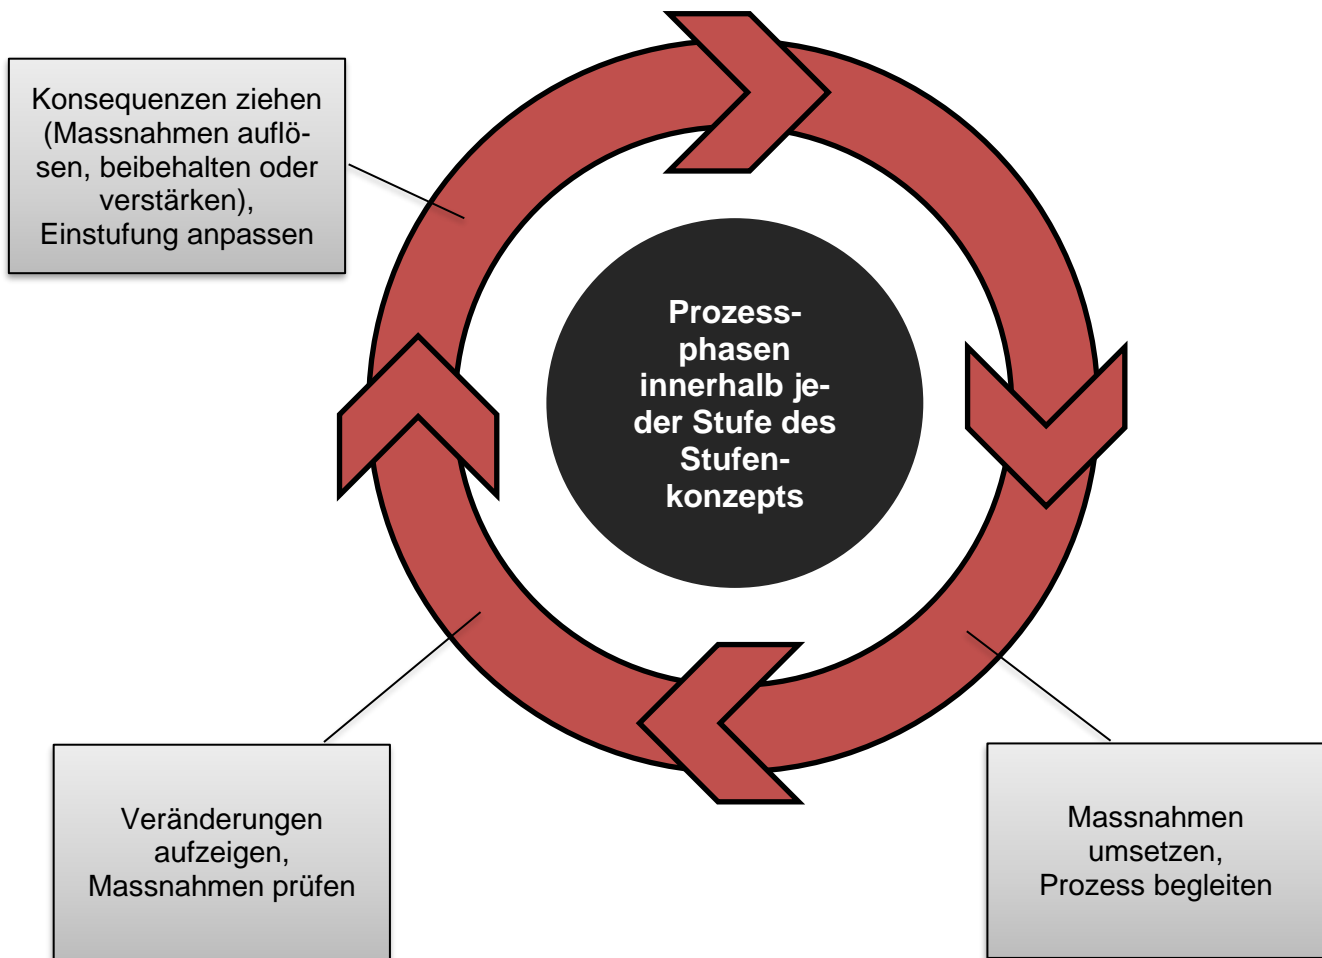 Konsequenzen ziehen
(Massnahmen auflö-
sen, beibehalten oder
verstärken),
Einstufung anpassen
Prozess-
phasen
innerhalb je-
der Stufe des
Stufen-
konzepts
Veränderungen
aufzeigen,
Massnahmen prüfen
Massnahmen
umsetzen,
Prozess begleiten